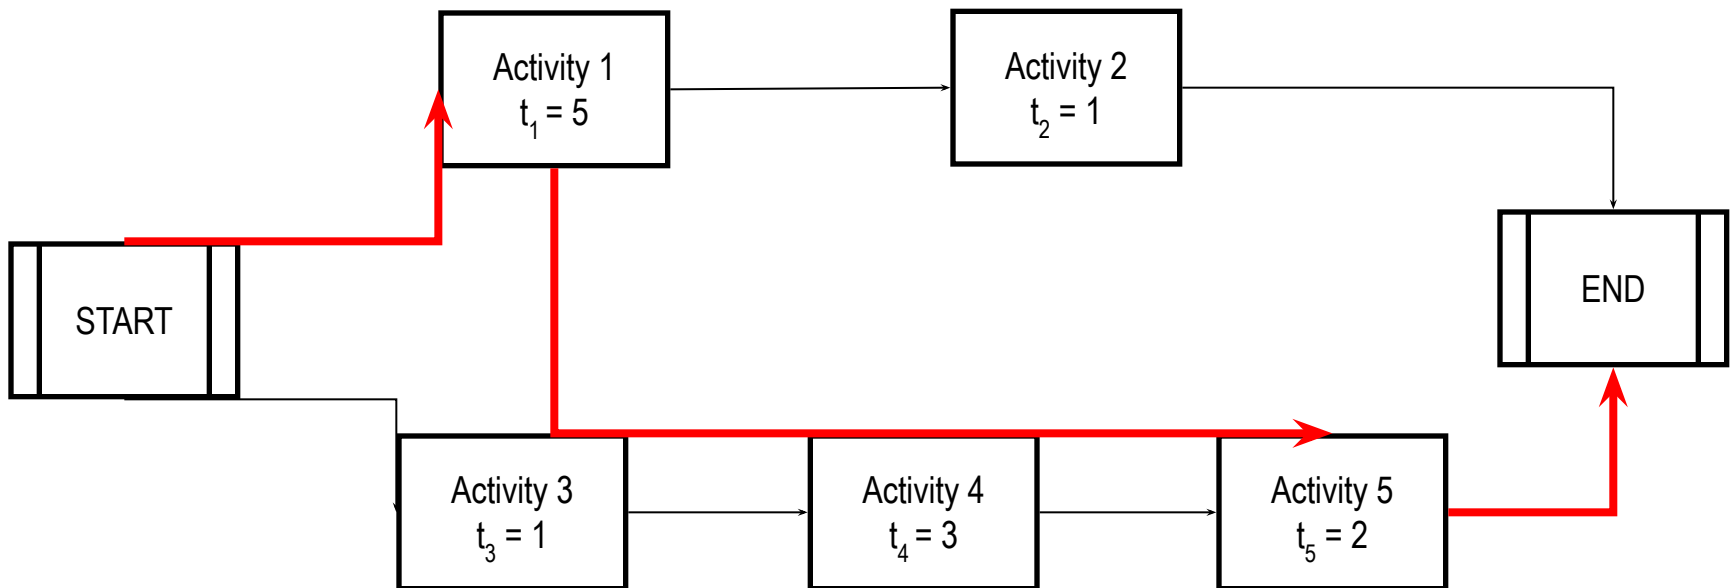 Activity 1
t₁ = 5
Activity 2
t₂ = 1
START
END
Activity 3
t₃ = 1
Activity 4
t₄ = 3
Activity 5
t₅ = 2